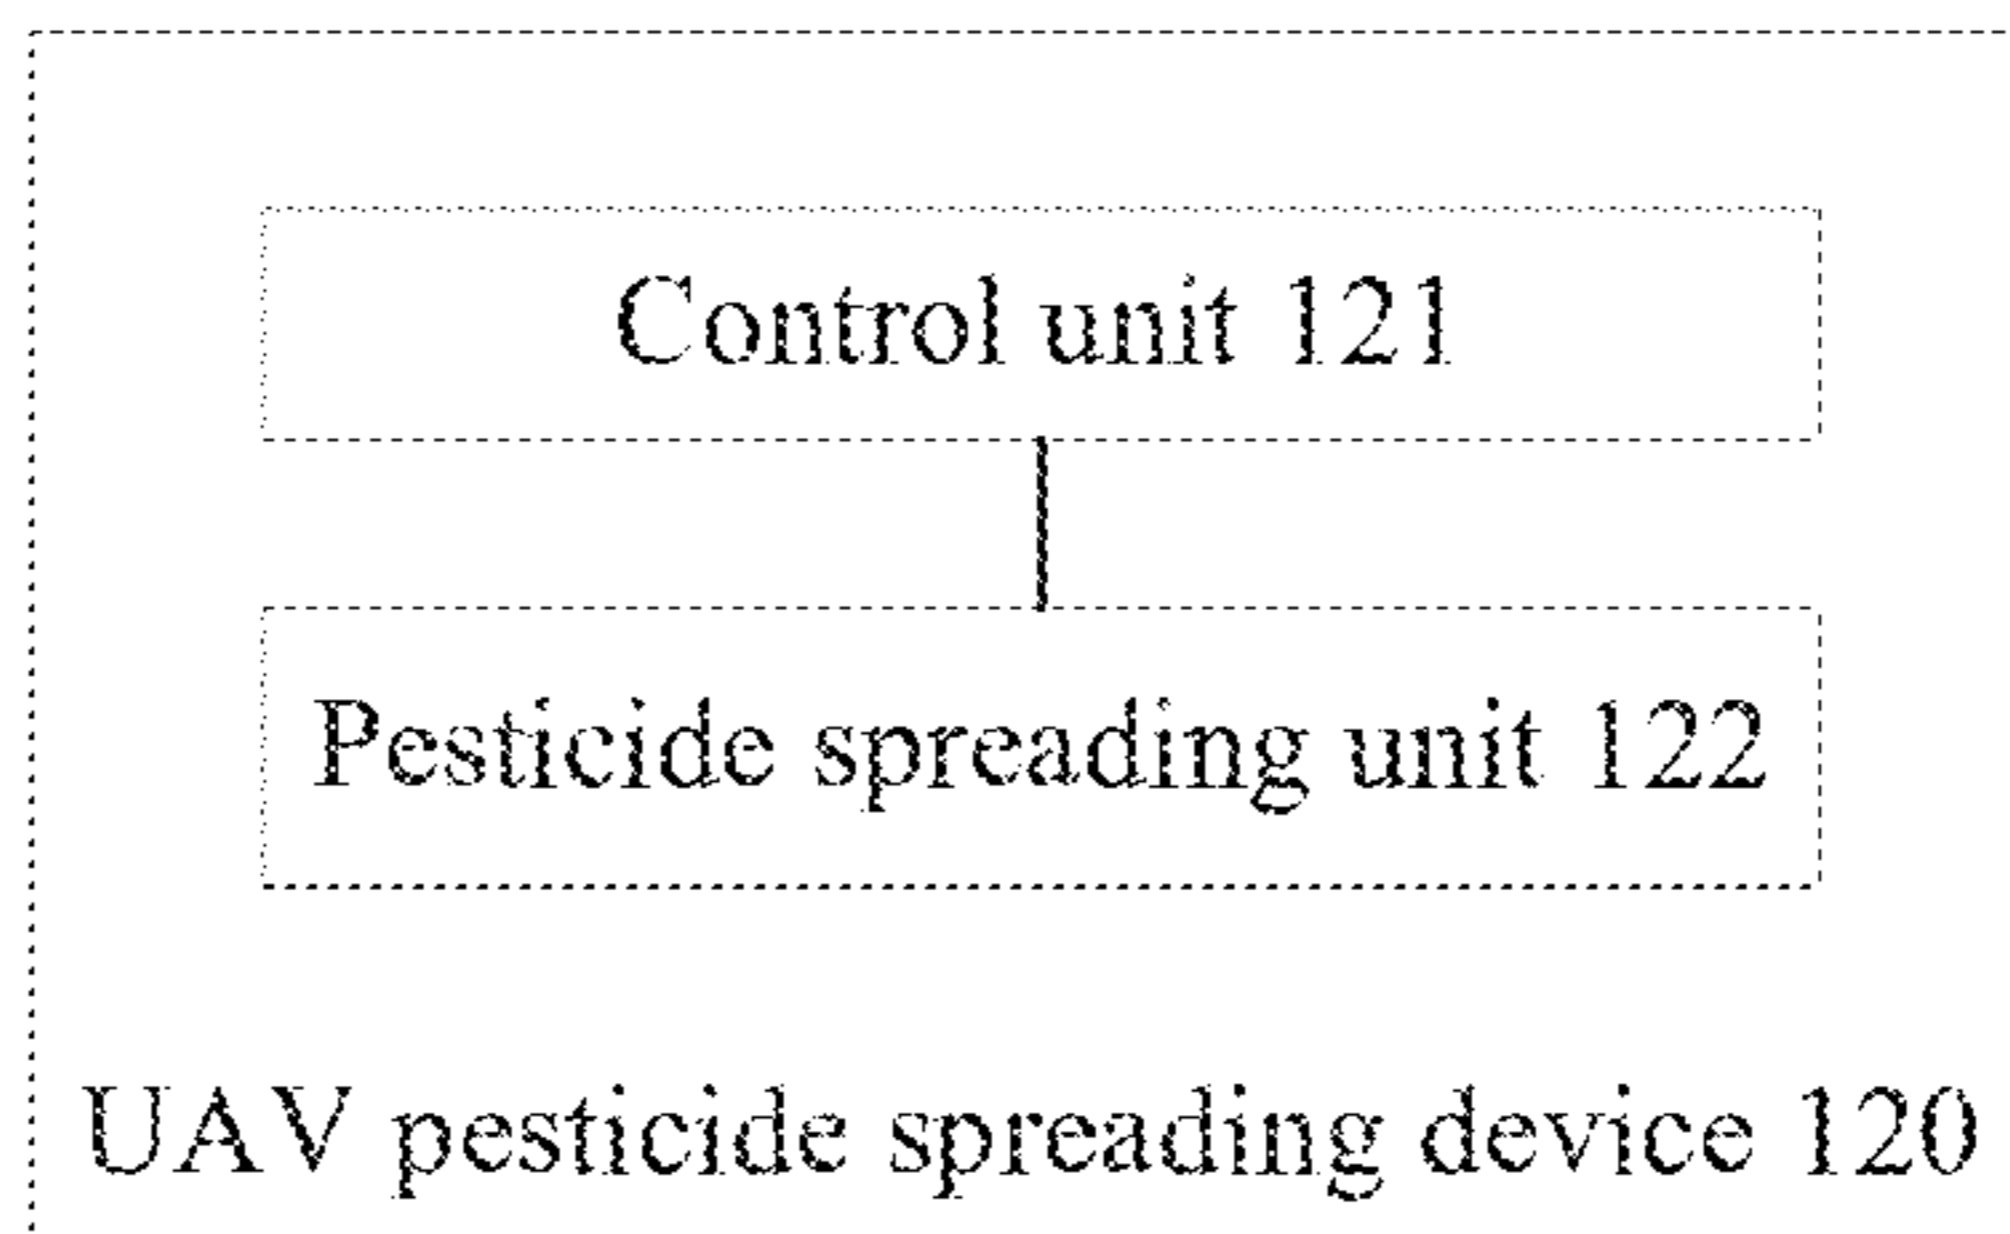 Control unit 121
Pesticide spreading unit 122
UAV pesticide spreading device 120